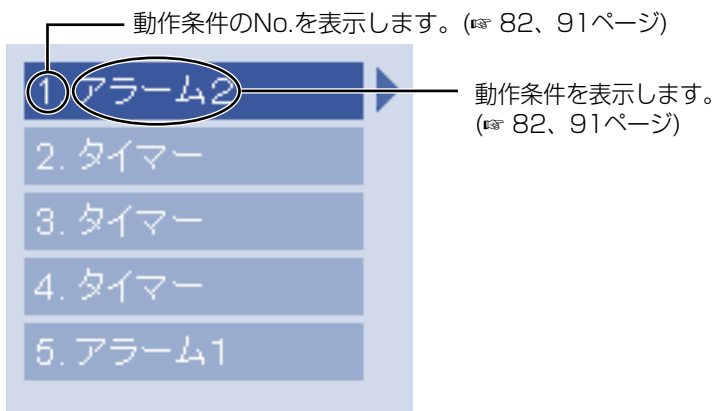 動作条件のNo.を表示します。(☞ 82、91ページ)
1. アラーム2
動作条件を表示します。
(☞ 82、91ページ)
2. タイマー
3. タイマー
4. タイマー
5. アラーム1